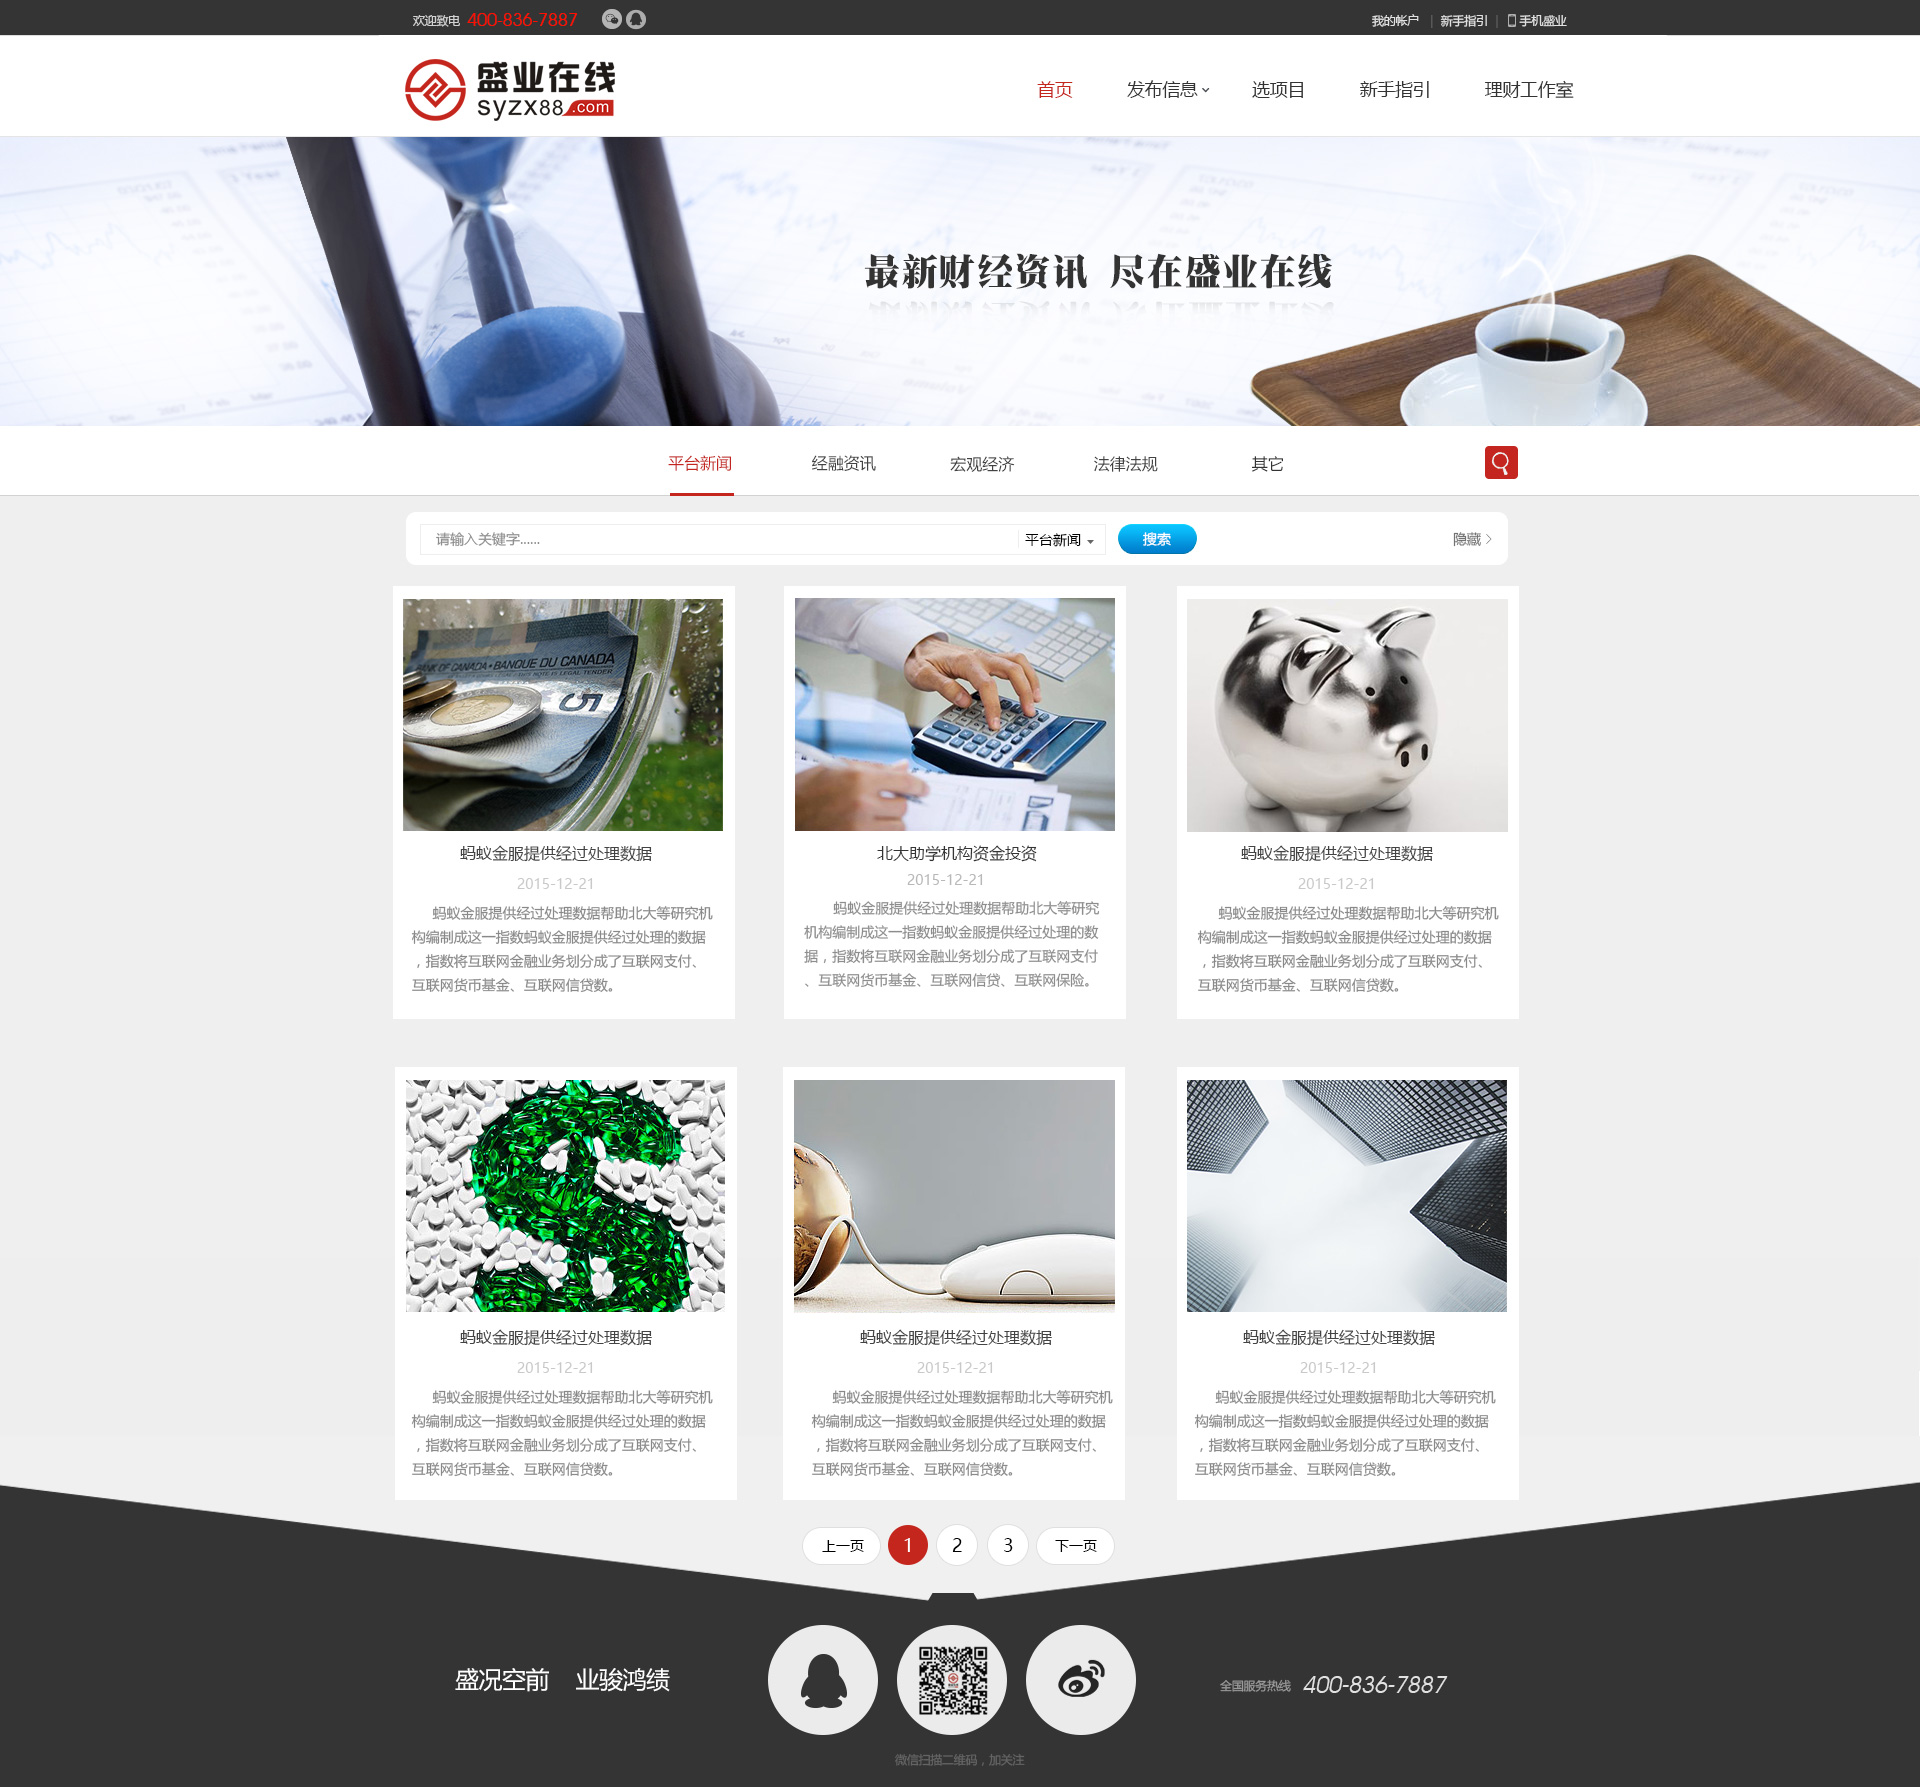 欢迎致电 400-836-7887
我的帐户 | 新手指引 | 手机盛业
盛业在线
syzx88.com
首页 发布信息 选项目 新手指引 理财工作室
最新财经资讯 尽在盛业在线
平台新闻 经融资讯 宏观经济 法律法规 其它
请输入关键字...... 平台新闻 搜索 隐藏
BANK OF CANADA • BANQUE DU CANADA
5
蚂蚁金服提供经过处理数据
2015-12-21
蚂蚁金服提供经过处理数据帮助北大等研究机
构编制成这一指数蚂蚁金服提供经过处理的数据
，指数将互联网金融业务划分成了互联网支付、
互联网货币基金、互联网信贷数。
北大助学机构资金投资
2015-12-21
蚂蚁金服提供经过处理数据帮助北大等研究
机构编制成这一指数蚂蚁金服提供经过处理的数
据，指数将互联网金融业务划分成了互联网支付
、互联网货币基金、互联网信贷、互联网保险。
蚂蚁金服提供经过处理数据
2015-12-21
蚂蚁金服提供经过处理数据帮助北大等研究机
构编制成这一指数蚂蚁金服提供经过处理的数据
，指数将互联网金融业务划分成了互联网支付、
互联网货币基金、互联网信贷数。
蚂蚁金服提供经过处理数据
2015-12-21
蚂蚁金服提供经过处理数据帮助北大等研究机
构编制成这一指数蚂蚁金服提供经过处理的数据
，指数将互联网金融业务划分成了互联网支付、
互联网货币基金、互联网信贷数。
蚂蚁金服提供经过处理数据
2015-12-21
蚂蚁金服提供经过处理数据帮助北大等研究机
构编制成这一指数蚂蚁金服提供经过处理的数据
，指数将互联网金融业务划分成了互联网支付、
互联网货币基金、互联网信贷数。
蚂蚁金服提供经过处理数据
2015-12-21
蚂蚁金服提供经过处理数据帮助北大等研究机
构编制成这一指数蚂蚁金服提供经过处理的数据
，指数将互联网金融业务划分成了互联网支付、
互联网货币基金、互联网信贷数。
上一页 1 2 3 下一页
盛况空前 业骏鸿绩
全国服务热线 400-836-7887
微信扫描二维码，加关注